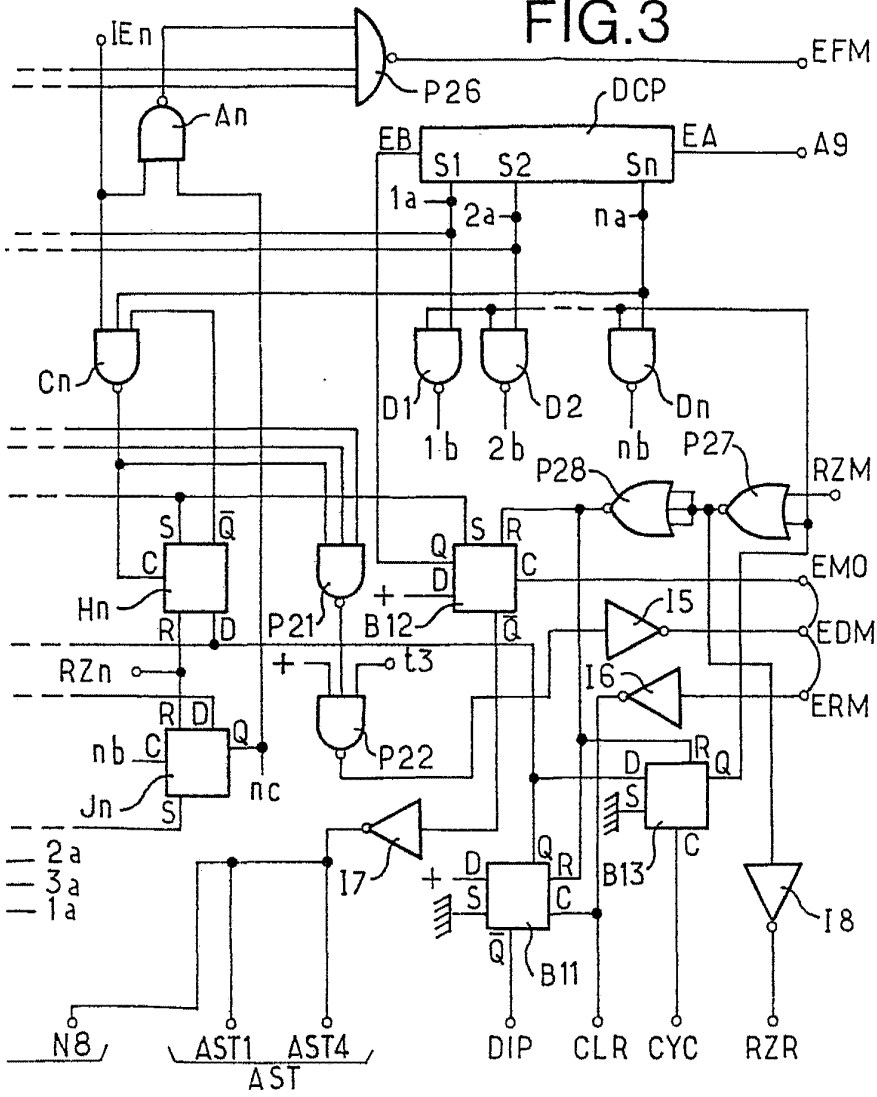 FIG.3
IEn
EFM
P26
DCP
An
EB
EA
A9
S1 S2 Sn
1a
2a
na
Cn
D1
D2
Dn
1b
2b
nb
P27
P28
RZM
S
Q̅
S
R
C
Q
C
D
EMO
Hn
+
I5
P21
B12
Q̅
R
D
EDM
+
t3
RZn
I6
ERM
R
D
P22
R
nb
C
Q
D
Q
Jn
nc
S
S
C
2a
I7
Q
B13
3a
+
D
R
1a
S
C
I8
Q̅
B11
N8
AST1
AST4
DIP
CLR
CYC
RZR
AST